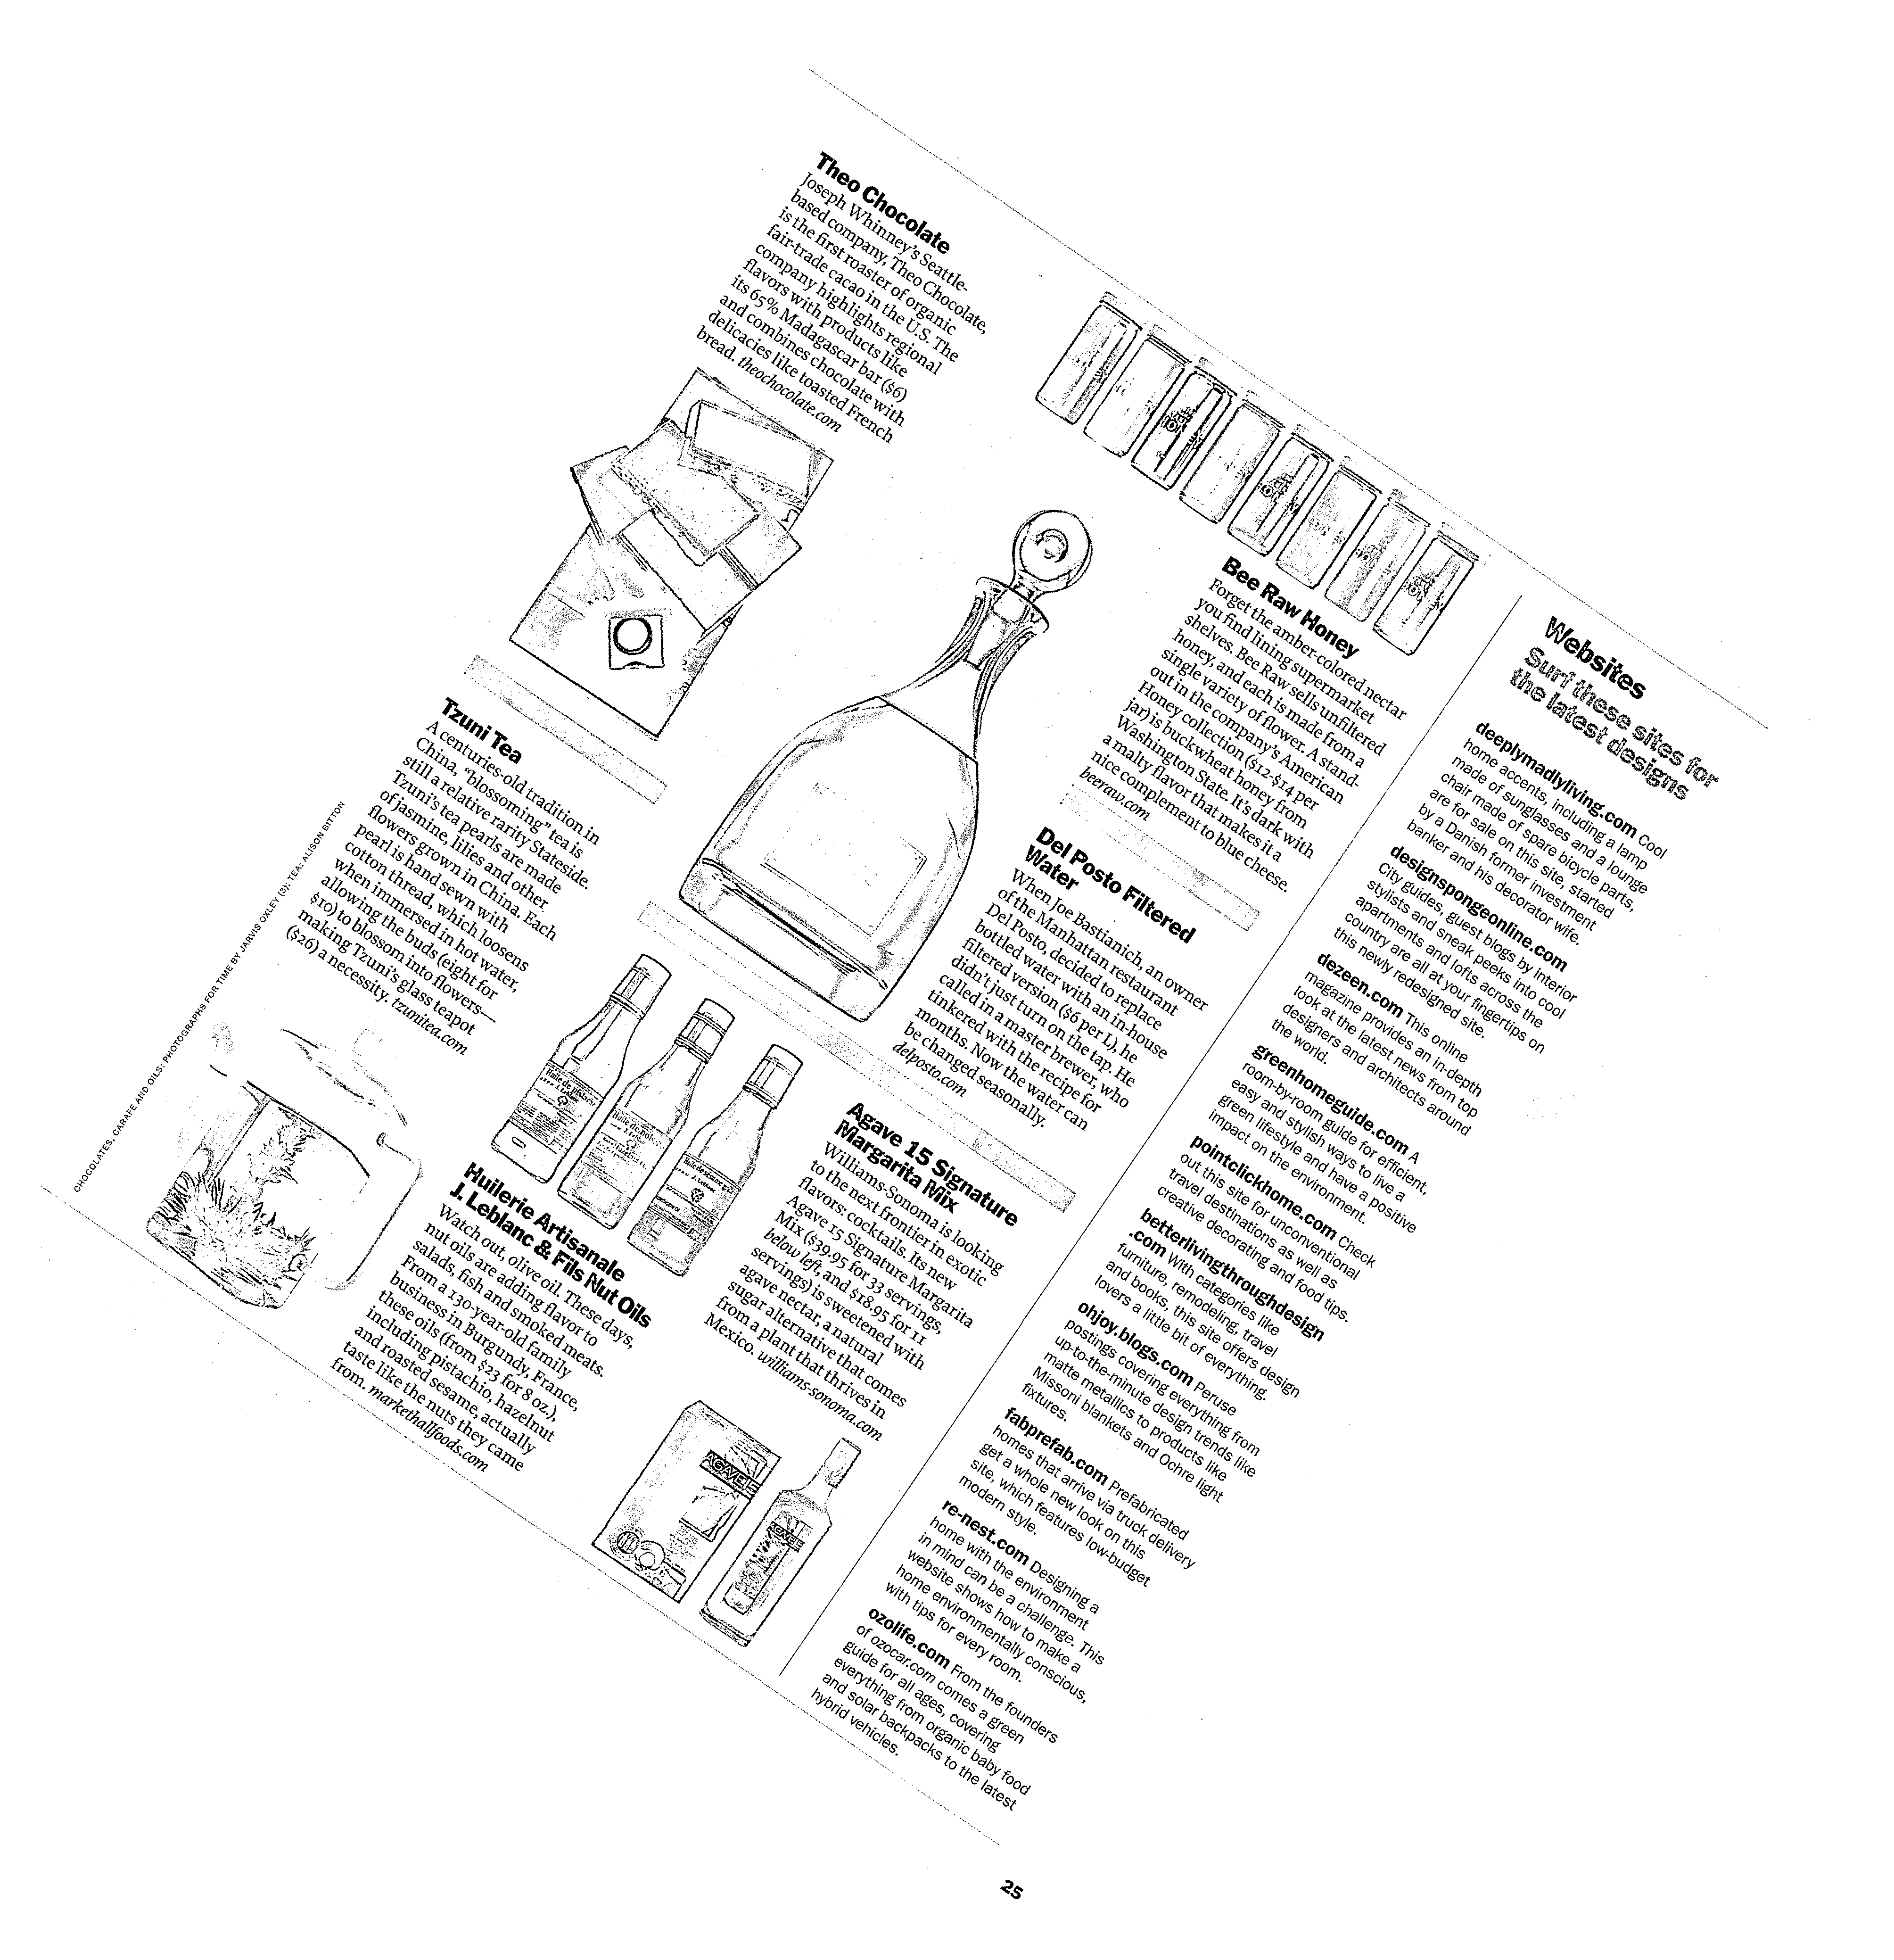 Theo Chocolate
Joseph Whinney's Seattle-
based company, Theo Chocolate,
is the first roaster of organic
fair-trade cacao in the U.S. The
company highlights regional
flavors with products like
its 65% Madagascar bar ($6)
and combines chocolate with
delicacies like toasted French
bread. theochocolate.com
Tzuni Tea
A centuries-old tradition in
China, "blossoming" tea is
still a relative rarity Stateside.
Tzuni's tea pearls are made
of jasmine, lilies and other
flowers grown in China. Each
pearl is hand sewn with
cotton thread, which loosens
when immersed in hot water,
allowing the buds (eight for
$10) to blossom into flowers—
making Tzuni's glass teapot
($26) a necessity. tzunitea.com
CHOCOLATES, CARAFE AND OILS: PHOTOGRAPHS FOR TIME BY JARVIS OXLEY (3); TEA: ALISON BITTON
Huilerie Artisanale
J. Leblanc & Fils Nut Oils
Watch out, olive oil. These days,
nut oils are adding flavor to
salads, fish and smoked meats.
From a 130-year-old family
business in Burgundy, France,
these oils (from $23 for 8 oz.),
including pistachio, hazelnut
and roasted sesame, actually
taste like the nuts they came
from. markethallfoods.com
Bee Raw Honey
Forget the amber-colored nectar
you find lining supermarket
shelves. Bee Raw sells unfiltered
honey, and each is made from a
single variety of flower. A stand-
out in the company's American
Honey collection ($12-$14 per
jar) is buckwheat honey from
Washington State. It's dark with
a malty flavor that makes it a
nice complement to blue cheese.
beeraw.com
Del Posto Filtered
Water
When Joe Bastianich, an owner
of the Manhattan restaurant
Del Posto, decided to replace
bottled water with an in-house
filtered version ($6 per L), he
didn't just turn on the tap. He
called in a master brewer, who
tinkered with the recipe for
months. Now the water can
be changed seasonally.
delposto.com
Agave 15 Signature
Margarita Mix
Williams-Sonoma is looking
to the next frontier in exotic
flavors: cocktails. Its new
Agave 15 Signature Margarita
Mix ($39.95 for 33 servings,
below left, and $18.95 for 11
servings) is sweetened with
agave nectar, a natural
sugar alternative that comes
from a plant that thrives in
Mexico. williams-sonoma.com
AGAVE 15
Websites
Surf these sites for
the latest designs
deeplymadlyliving.com Cool
home accents, including a lamp
made of sunglasses and a lounge
chair made of spare bicycle parts,
are for sale on this site, started
by a Danish former investment
banker and his decorator wife.
designspongeonline.com
City guides, guest blogs by interior
stylists and sneak peeks into cool
apartments and lofts across the
country are all at your fingertips on
this newly redesigned site.
dezeen.com This online
magazine provides an in-depth
look at the latest news from top
designers and architects around
the world.
greenhomeguide.com A
room-by-room guide for efficient,
easy and stylish ways to live a
green lifestyle and have a positive
impact on the environment.
pointclickhome.com Check
out this site for unconventional
travel destinations as well as
creative decorating and food tips.
betterlivingthroughdesign
.com With categories like
furniture, remodeling, travel
and books, this site offers design
lovers a little bit of everything.
ohjoy.blogs.com Peruse
postings covering everything from
up-to-the-minute design trends like
matte metallics to products like
Missoni blankets and Ochre light
fixtures.
fabprefab.com Prefabricated
homes that arrive via truck delivery
get a whole new look on this
site, which features low-budget
modern style.
re-nest.com Designing a
home with the environment
in mind can be a challenge. This
website shows how to make a
home environmentally conscious,
with tips for every room.
ozolife.com From the founders
of ozocar.com comes a green
guide for all ages, covering
everything from organic baby food
and solar backpacks to the latest
hybrid vehicles.
25